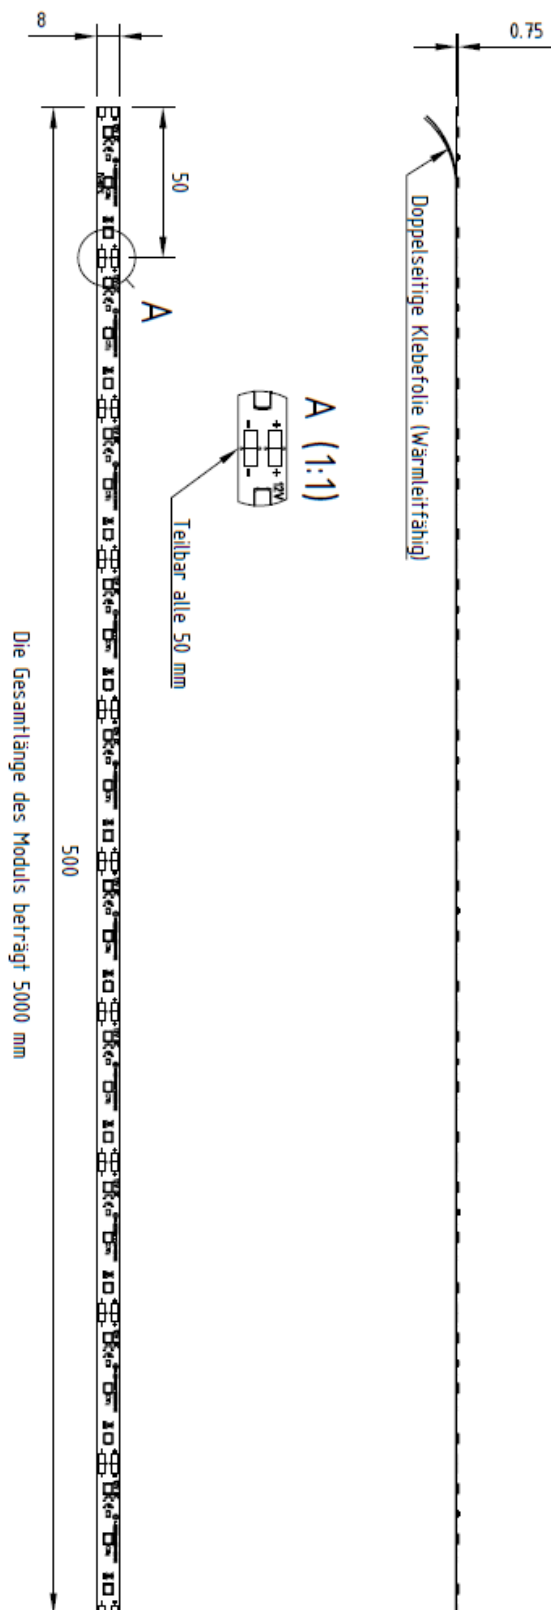 8
0.75
50
A
Doppelseitige Klebefolie (Wärmleitfähig)
A (1:1)
+ + 12V
- -
Teilbar alle 50 mm
500
Die Gesamtlänge des Moduls beträgt 5000 mm